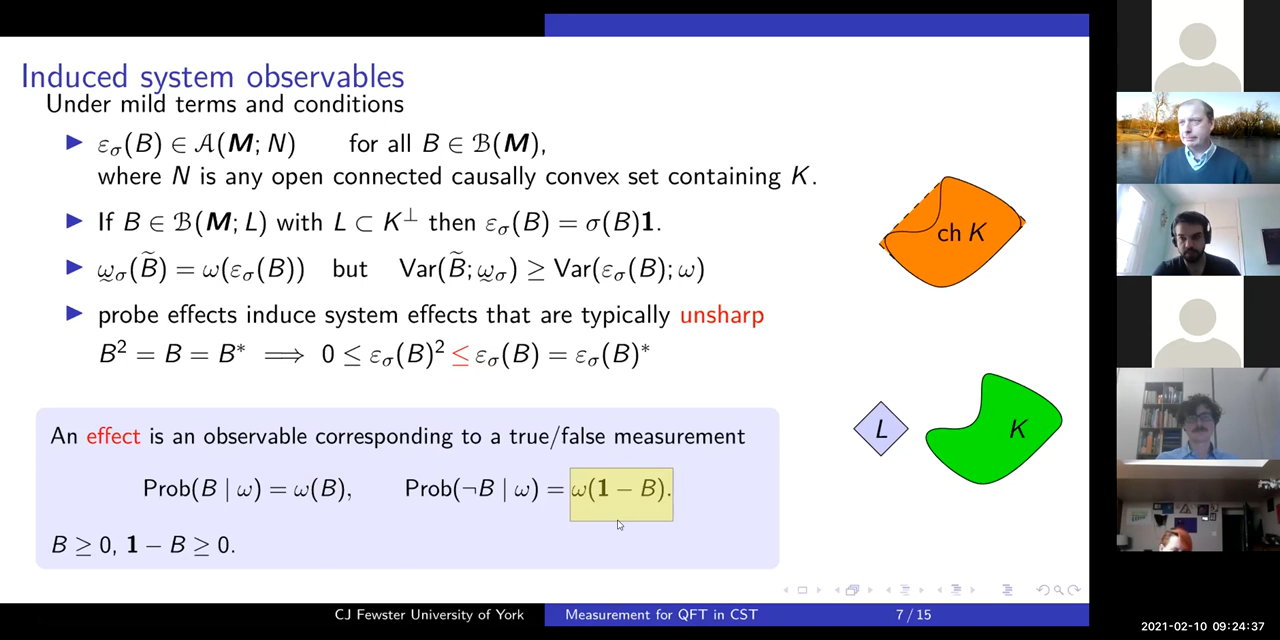 Induced system observables
Under mild terms and conditions
▶ ε_σ(B) ∈ 𝒜(M; N) for all B ∈ ℬ(M),
where N is any open connected causally convex set containing K.
▶ If B ∈ ℬ(M; L) with L ⊂ K^⊥ then ε_σ(B) = σ(B)1.
▶ ω̰_σ(B̃) = ω(ε_σ(B)) but Var(B̃; ω̰_σ) ≥ Var(ε_σ(B); ω)
▶ probe effects induce system effects that are typically unsharp
B² = B = B* ⟹ 0 ≤ ε_σ(B)² ≤ ε_σ(B) = ε_σ(B)*
An effect is an observable corresponding to a true/false measurement
Prob(B | ω) = ω(B), Prob(¬B | ω) = ω(1 − B).
B ≥ 0, 1 − B ≥ 0.
ch K
L
K
CJ Fewster University of York Measurement for QFT in CST 7 / 15
2021-02-10 09:24:37